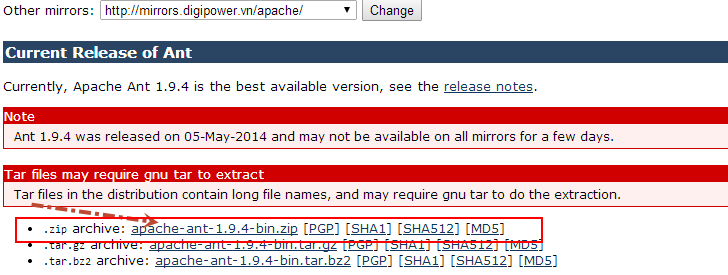 Other mirrors: http://mirrors.digipower.vn/apache/ Change
Current Release of Ant
Currently, Apache Ant 1.9.4 is the best available version, see the release notes.
Note
Ant 1.9.4 was released on 05-May-2014 and may not be available on all mirrors for a few days.
Tar files may require gnu tar to extract
Tar files in the distribution contain long file names, and may require gnu tar to do the extraction.
• .zip archive: apache-ant-1.9.4-bin.zip [PGP] [SHA1] [SHA512] [MD5]
• .tar.gz archive: apache-ant-1.9.4-bin.tar.gz [PGP] [SHA1] [SHA512] [MD5]
• .tar.bz2 archive: apache-ant-1.9.4-bin.tar.bz2 [PGP] [SHA1] [SHA512] [MD5]